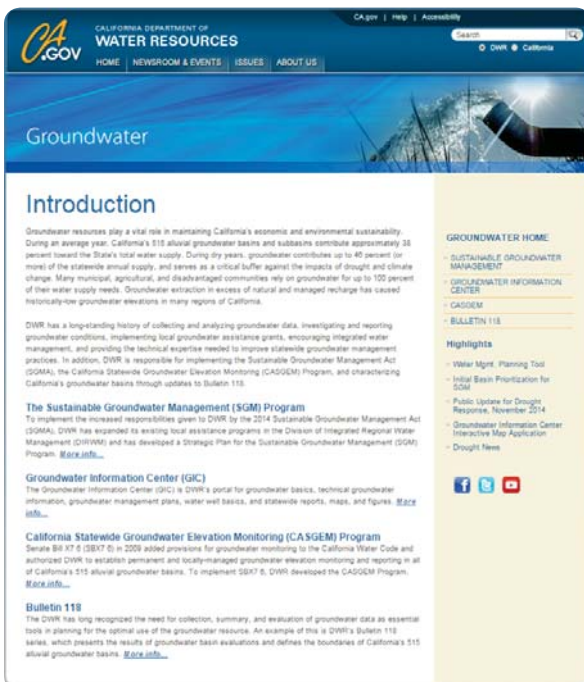 CA.gov | Help | Accessibility
CA
.GOV
CALIFORNIA DEPARTMENT OF
WATER RESOURCES
Search
DWR California
HOME NEWSROOM & EVENTS ISSUES ABOUT US
Groundwater
Introduction
Groundwater resources play a vital role in maintaining California's economic and environmental sustainability.
During an average year, California's 515 alluvial groundwater basins and subbasins contribute approximately 38
percent toward the State's total water supply. During dry years, groundwater contributes up to 46 percent (or
more) of the statewide annual supply, and serves as a critical buffer against the impacts of drought and climate
change. Many municipal, agricultural, and disadvantaged communities rely on groundwater for up to 100 percent
of their water supply needs. Groundwater extraction in excess of natural and managed recharge has caused
historically-low groundwater elevations in many regions of California.
DWR has a long-standing history of collecting and analyzing groundwater data, investigating and reporting
groundwater conditions, implementing local groundwater assistance grants, encouraging integrated water
management, and providing the technical expertise needed to improve statewide groundwater management
practices. In addition, DWR is responsible for implementing the Sustainable Groundwater Management Act
(SGMA), the California Statewide Groundwater Elevation Monitoring (CASGEM) Program, and characterizing
California's groundwater basins through updates to Bulletin 118.
The Sustainable Groundwater Management (SGM) Program
To implement the increased responsibilities given to DWR by the 2014 Sustainable Groundwater Management Act
(SGMA), DWR has expanded its existing local assistance programs in the Division of Integrated Regional Water
Management (DIRWM) and has developed a Strategic Plan for the Sustainable Groundwater Management (SGM)
Program. More info...
Groundwater Information Center (GIC)
The Groundwater Information Center (GIC) is DWR's portal for groundwater basics, technical groundwater
information, groundwater management plans, water well basics, and statewide reports, maps, and figures. More
info...
California Statewide Groundwater Elevation Monitoring (CASGEM) Program
Senate Bill X7 6 (SBX7 6) in 2009 added provisions for groundwater monitoring to the California Water Code and
authorized DWR to establish permanent and locally-managed groundwater elevation monitoring and reporting in all
of California's 515 alluvial groundwater basins. To implement SBX7 6, DWR developed the CASGEM Program.
More info...
Bulletin 118
The DWR has long recognized the need for collection, summary, and evaluation of groundwater data as essential
tools in planning for the optimal use of the groundwater resource. An example of this is DWR's Bulletin 118
series, which presents the results of groundwater basin evaluations and defines the boundaries of California's 515
alluvial groundwater basins. More info...
GROUNDWATER HOME
SUSTAINABLE GROUNDWATER
MANAGEMENT
GROUNDWATER INFORMATION
CENTER
CASGEM
BULLETIN 118
Highlights
Water Mgmt. Planning Tool
Initial Basin Prioritization for
SGM
Public Update for Drought
Response, November 2014
Groundwater Information Center
Interactive Map Application
Drought News